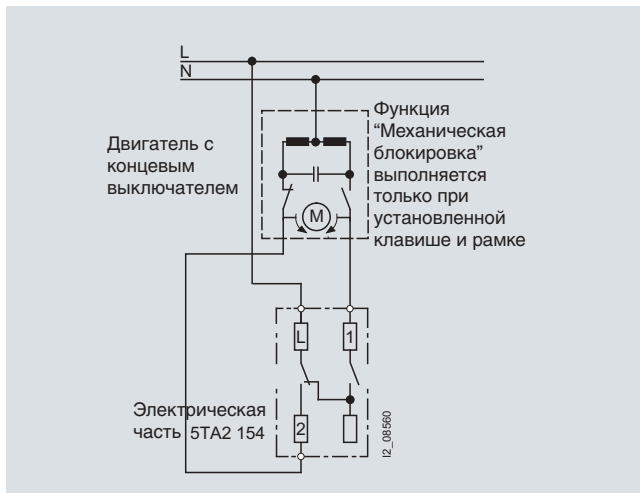 L
N
Функция
“Механическая
блокировка”
выполняется
только при
установленной
клавише и рамке
Двигатель с
концевым
выключателем
M
L
1
Электрическая
часть 5TA2 154
2
I2_08560